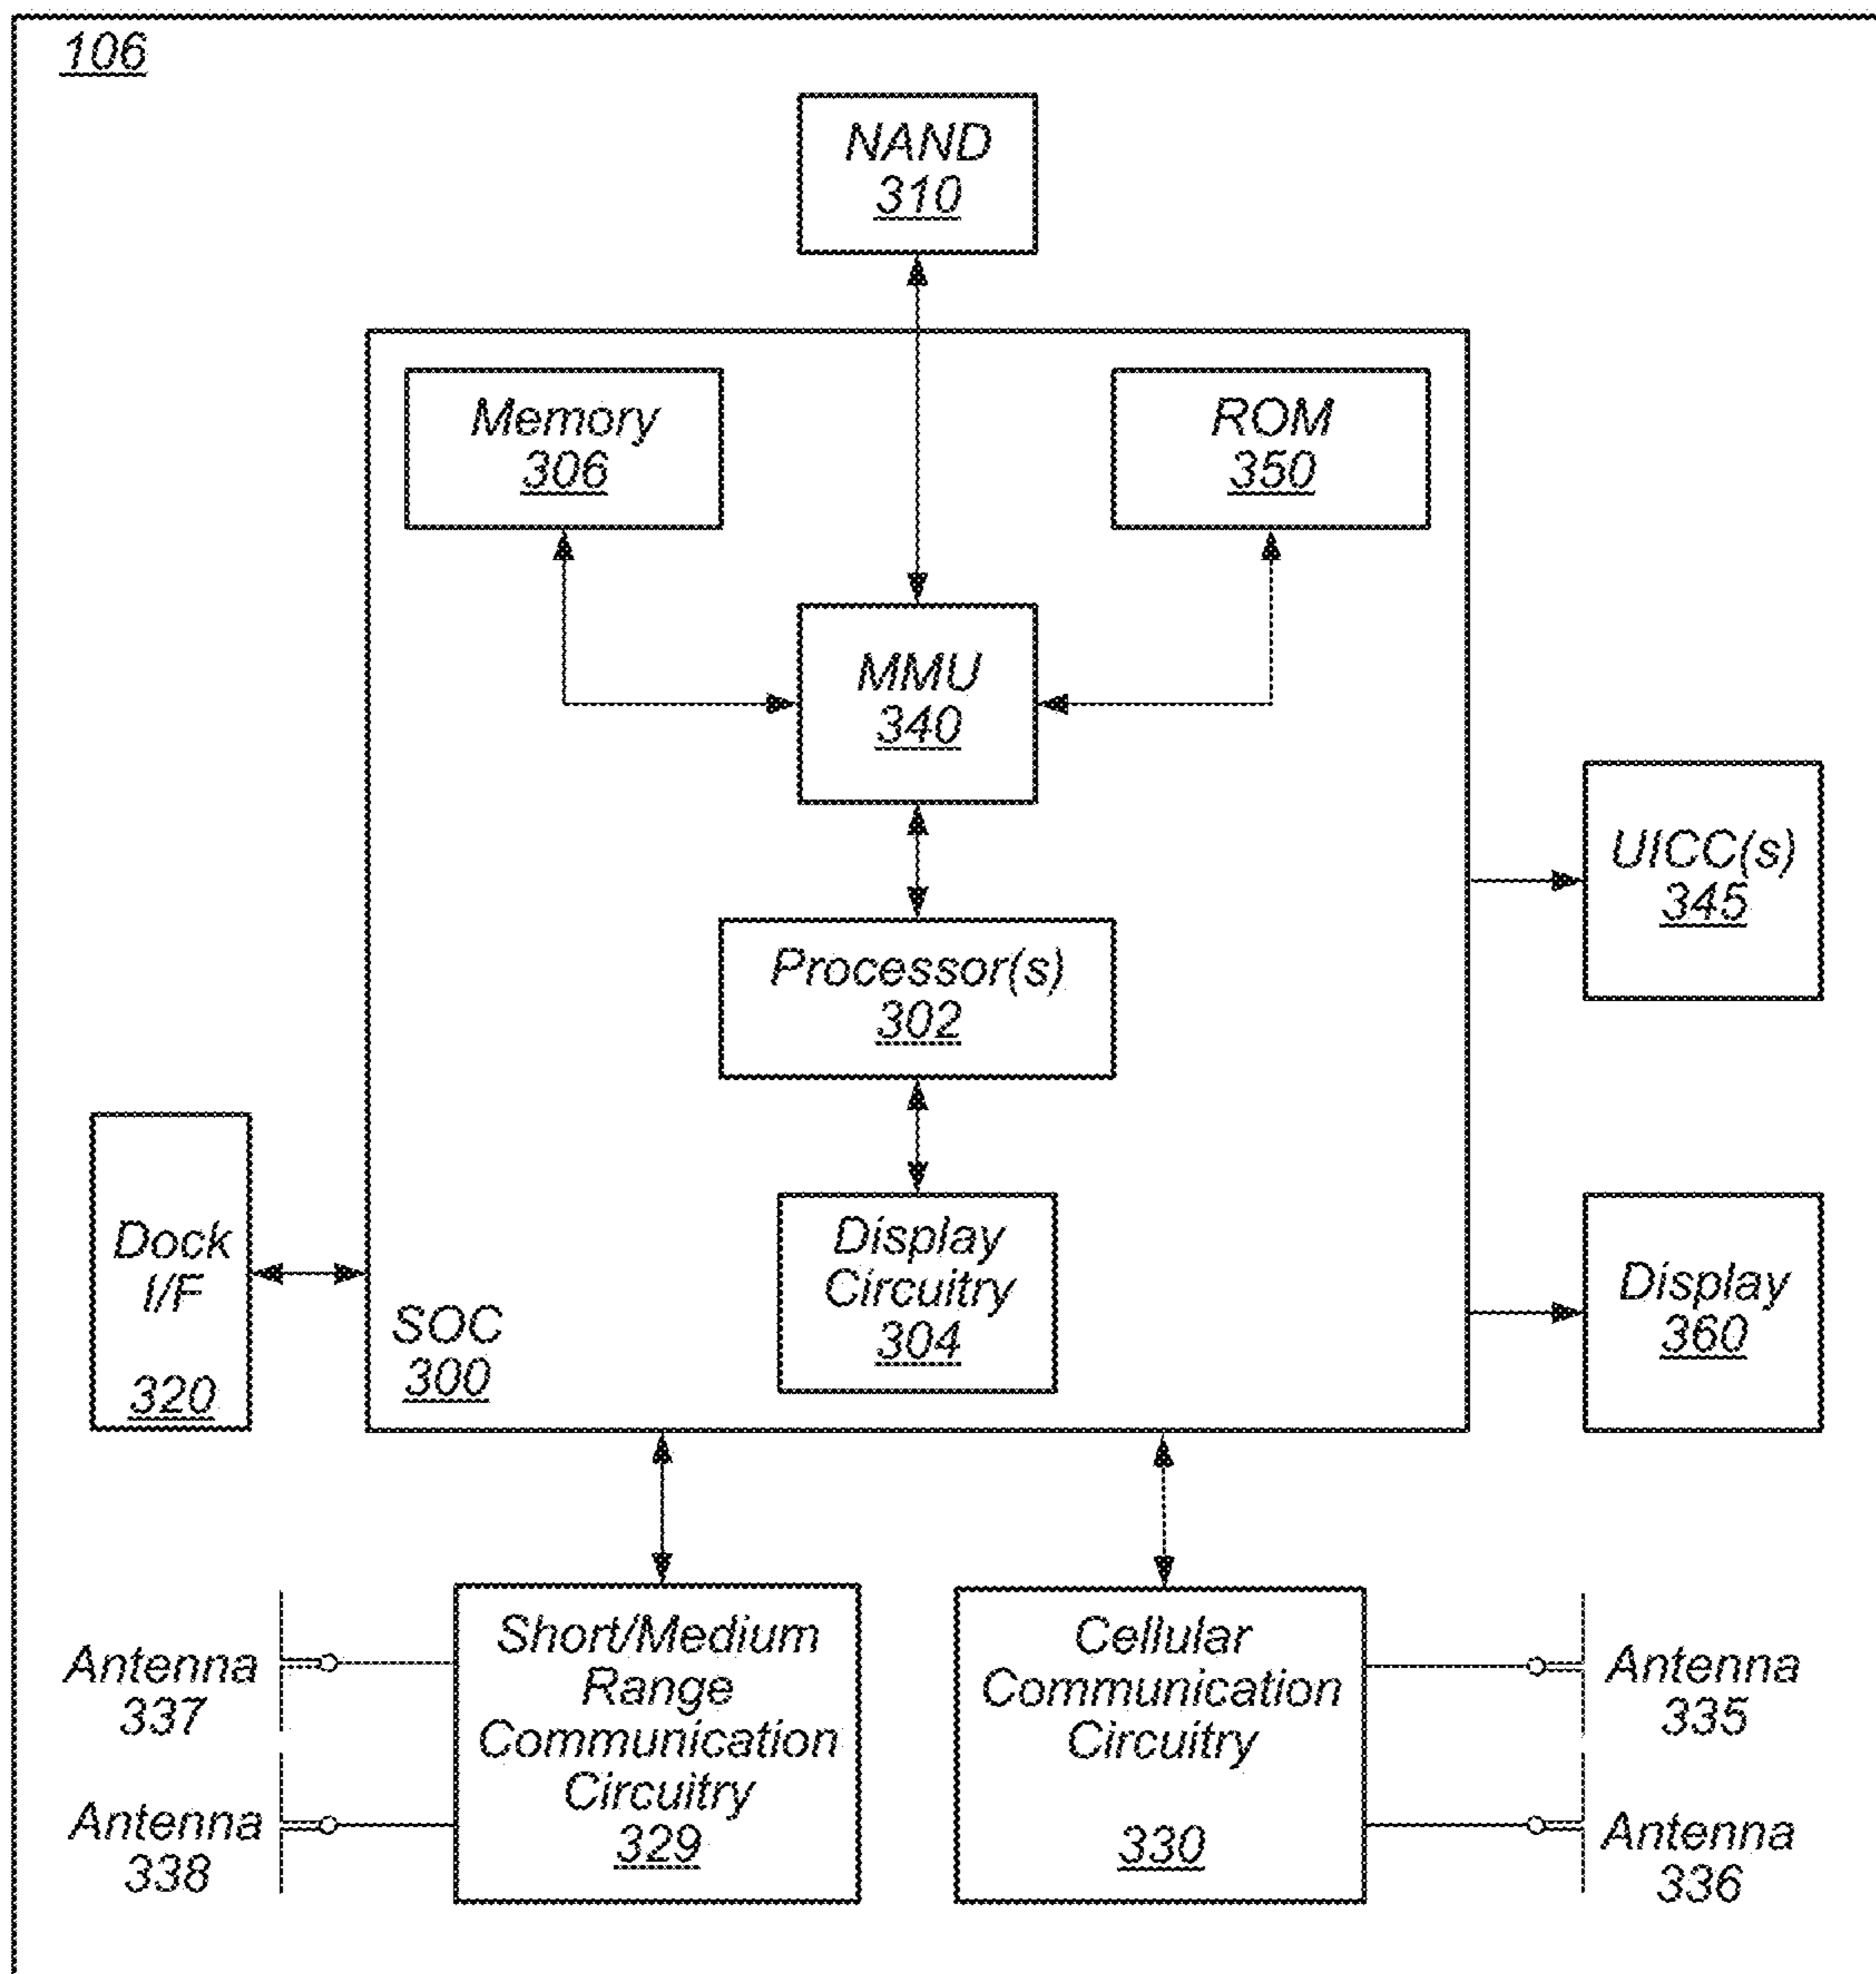 106
NAND
310
Memory
306
ROM
350
MMU
340
UICC(s)
345
Processor(s)
302
Dock
I/F
320
Display
Circuitry
304
SOC
300
Display
360
Short/Medium
Range
Communication
Circuitry
329
Cellular
Communication
Circuitry
330
Antenna
337
Antenna
338
Antenna
335
Antenna
336